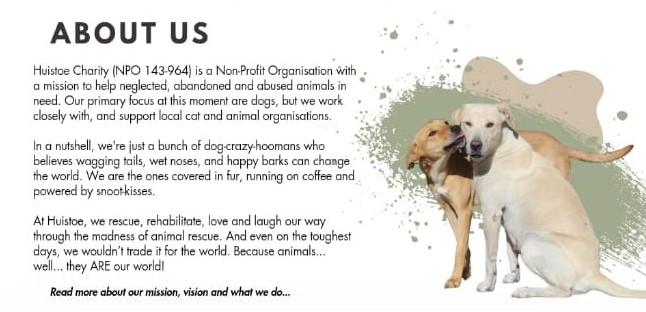 ABOUT US
Huistoe Charity (NPO 143-964) is a Non-Profit Organisation with
a mission to help neglected, abandoned and abused animals in
need. Our primary focus at this moment are dogs, but we work
closely with, and support local cat and animal organisations.
In a nutshell, we're just a bunch of dog-crazy-hoomans who
believes wagging tails, wet noses, and happy barks can change
the world. We are the ones covered in fur, running on coffee and
powered by snoot-kisses.
At Huistoe, we rescue, rehabilitate, love and laugh our way
through the madness of animal rescue. And even on the toughest
days, we wouldn't trade it for the world. Because animals...
well... they ARE our world!
Read more about our mission, vision and what we do...